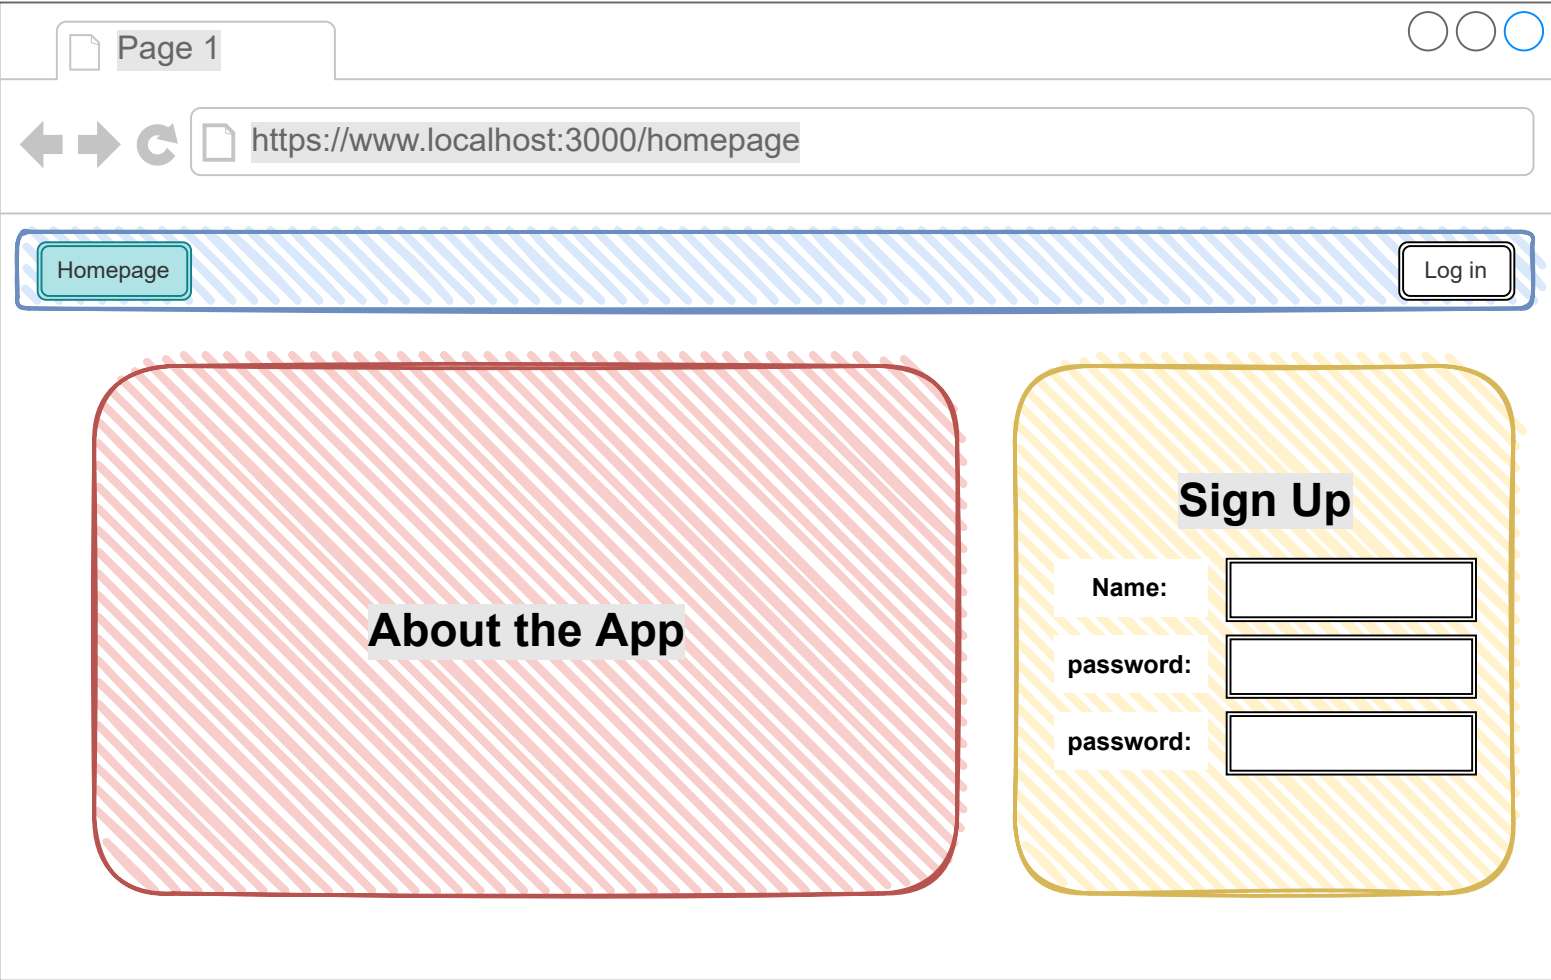 Page 1
https://www.localhost:3000/homepage
Homepage
Log in
About the App
Sign Up
Name:
password:
password: